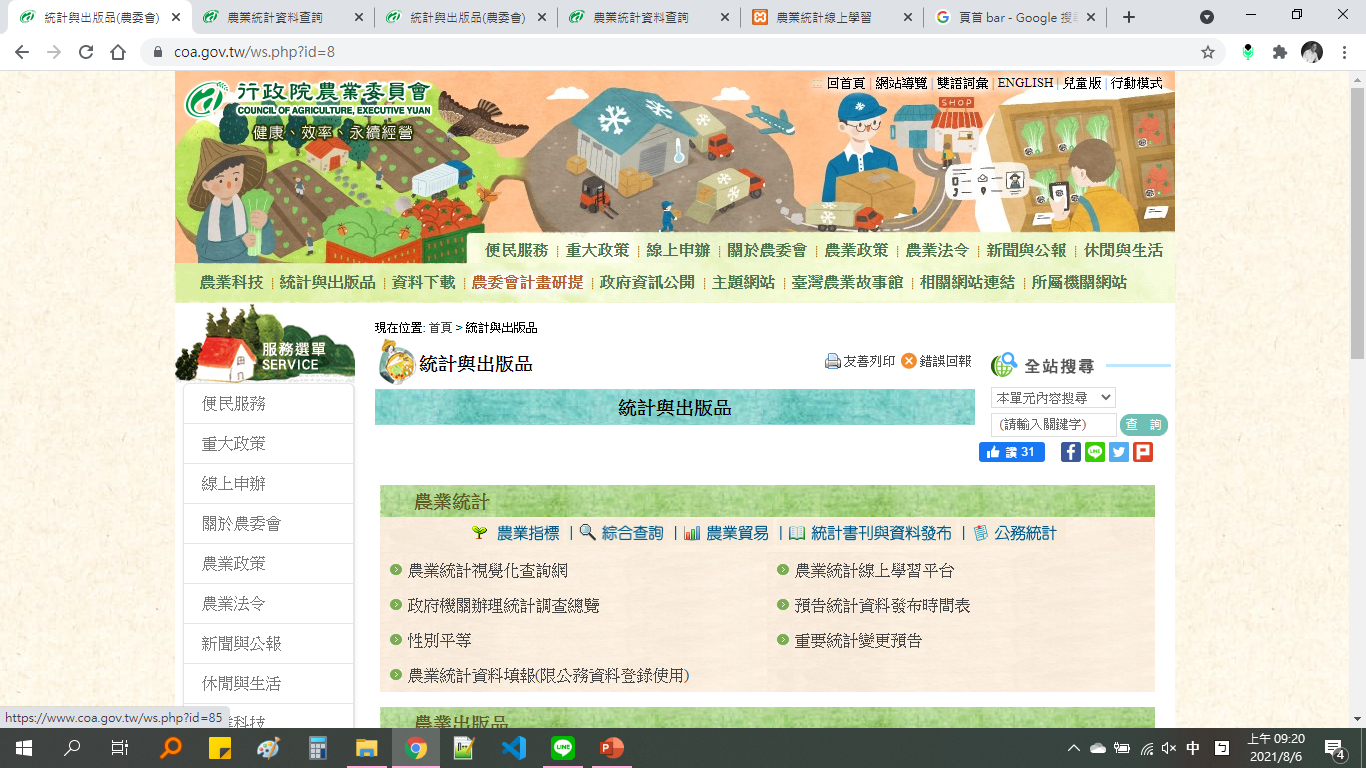 統計與出版品(農委會)
農業統計資料查詢
統計與出版品(農委會)
農業統計資料查詢
農業統計線上學習
頁首 bar - Google 搜尋
coa.gov.tw/ws.php?id=8
行政院農業委員會
COUNCIL OF AGRICULTURE, EXECUTIVE YUAN
健康、效率、永續經營
::: 回首頁 | 網站導覽 | 雙語詞彙 | ENGLISH | 兒童版 | 行動模式
SHOP
便民服務 | 重大政策 | 線上申辦 | 關於農委會 | 農業政策 | 農業法令 | 新聞與公報 | 休閒與生活
農業科技 | 統計與出版品 | 資料下載 | 農委會計畫研提 | 政府資訊公開 | 主題網站 | 臺灣農業故事館 | 相關網站連結 | 所屬機關網站
服務選單
SERVICE
便民服務
重大政策
線上申辦
關於農委會
農業政策
農業法令
新聞與公報
休閒與生活
業科技
現在位置: 首頁 > 統計與出版品
統計與出版品
友善列印 錯誤回報
統計與出版品
全站搜尋
本單元內容搜尋
(請輸入關鍵字)
查 詢
讚 31
農業統計
農業指標 | 綜合查詢 | 農業貿易 | 統計書刊與資料發布 | 公務統計
農業統計視覺化查詢網
農業統計線上學習平台
政府機關辦理統計調查總覽
預告統計資料發布時間表
性別平等
重要統計變更預告
農業統計資料填報(限公務資料登錄使用)
農業出版品
https://www.coa.gov.tw/ws.php?id=85
LINE
中
上午 09:20
2021/8/6
4